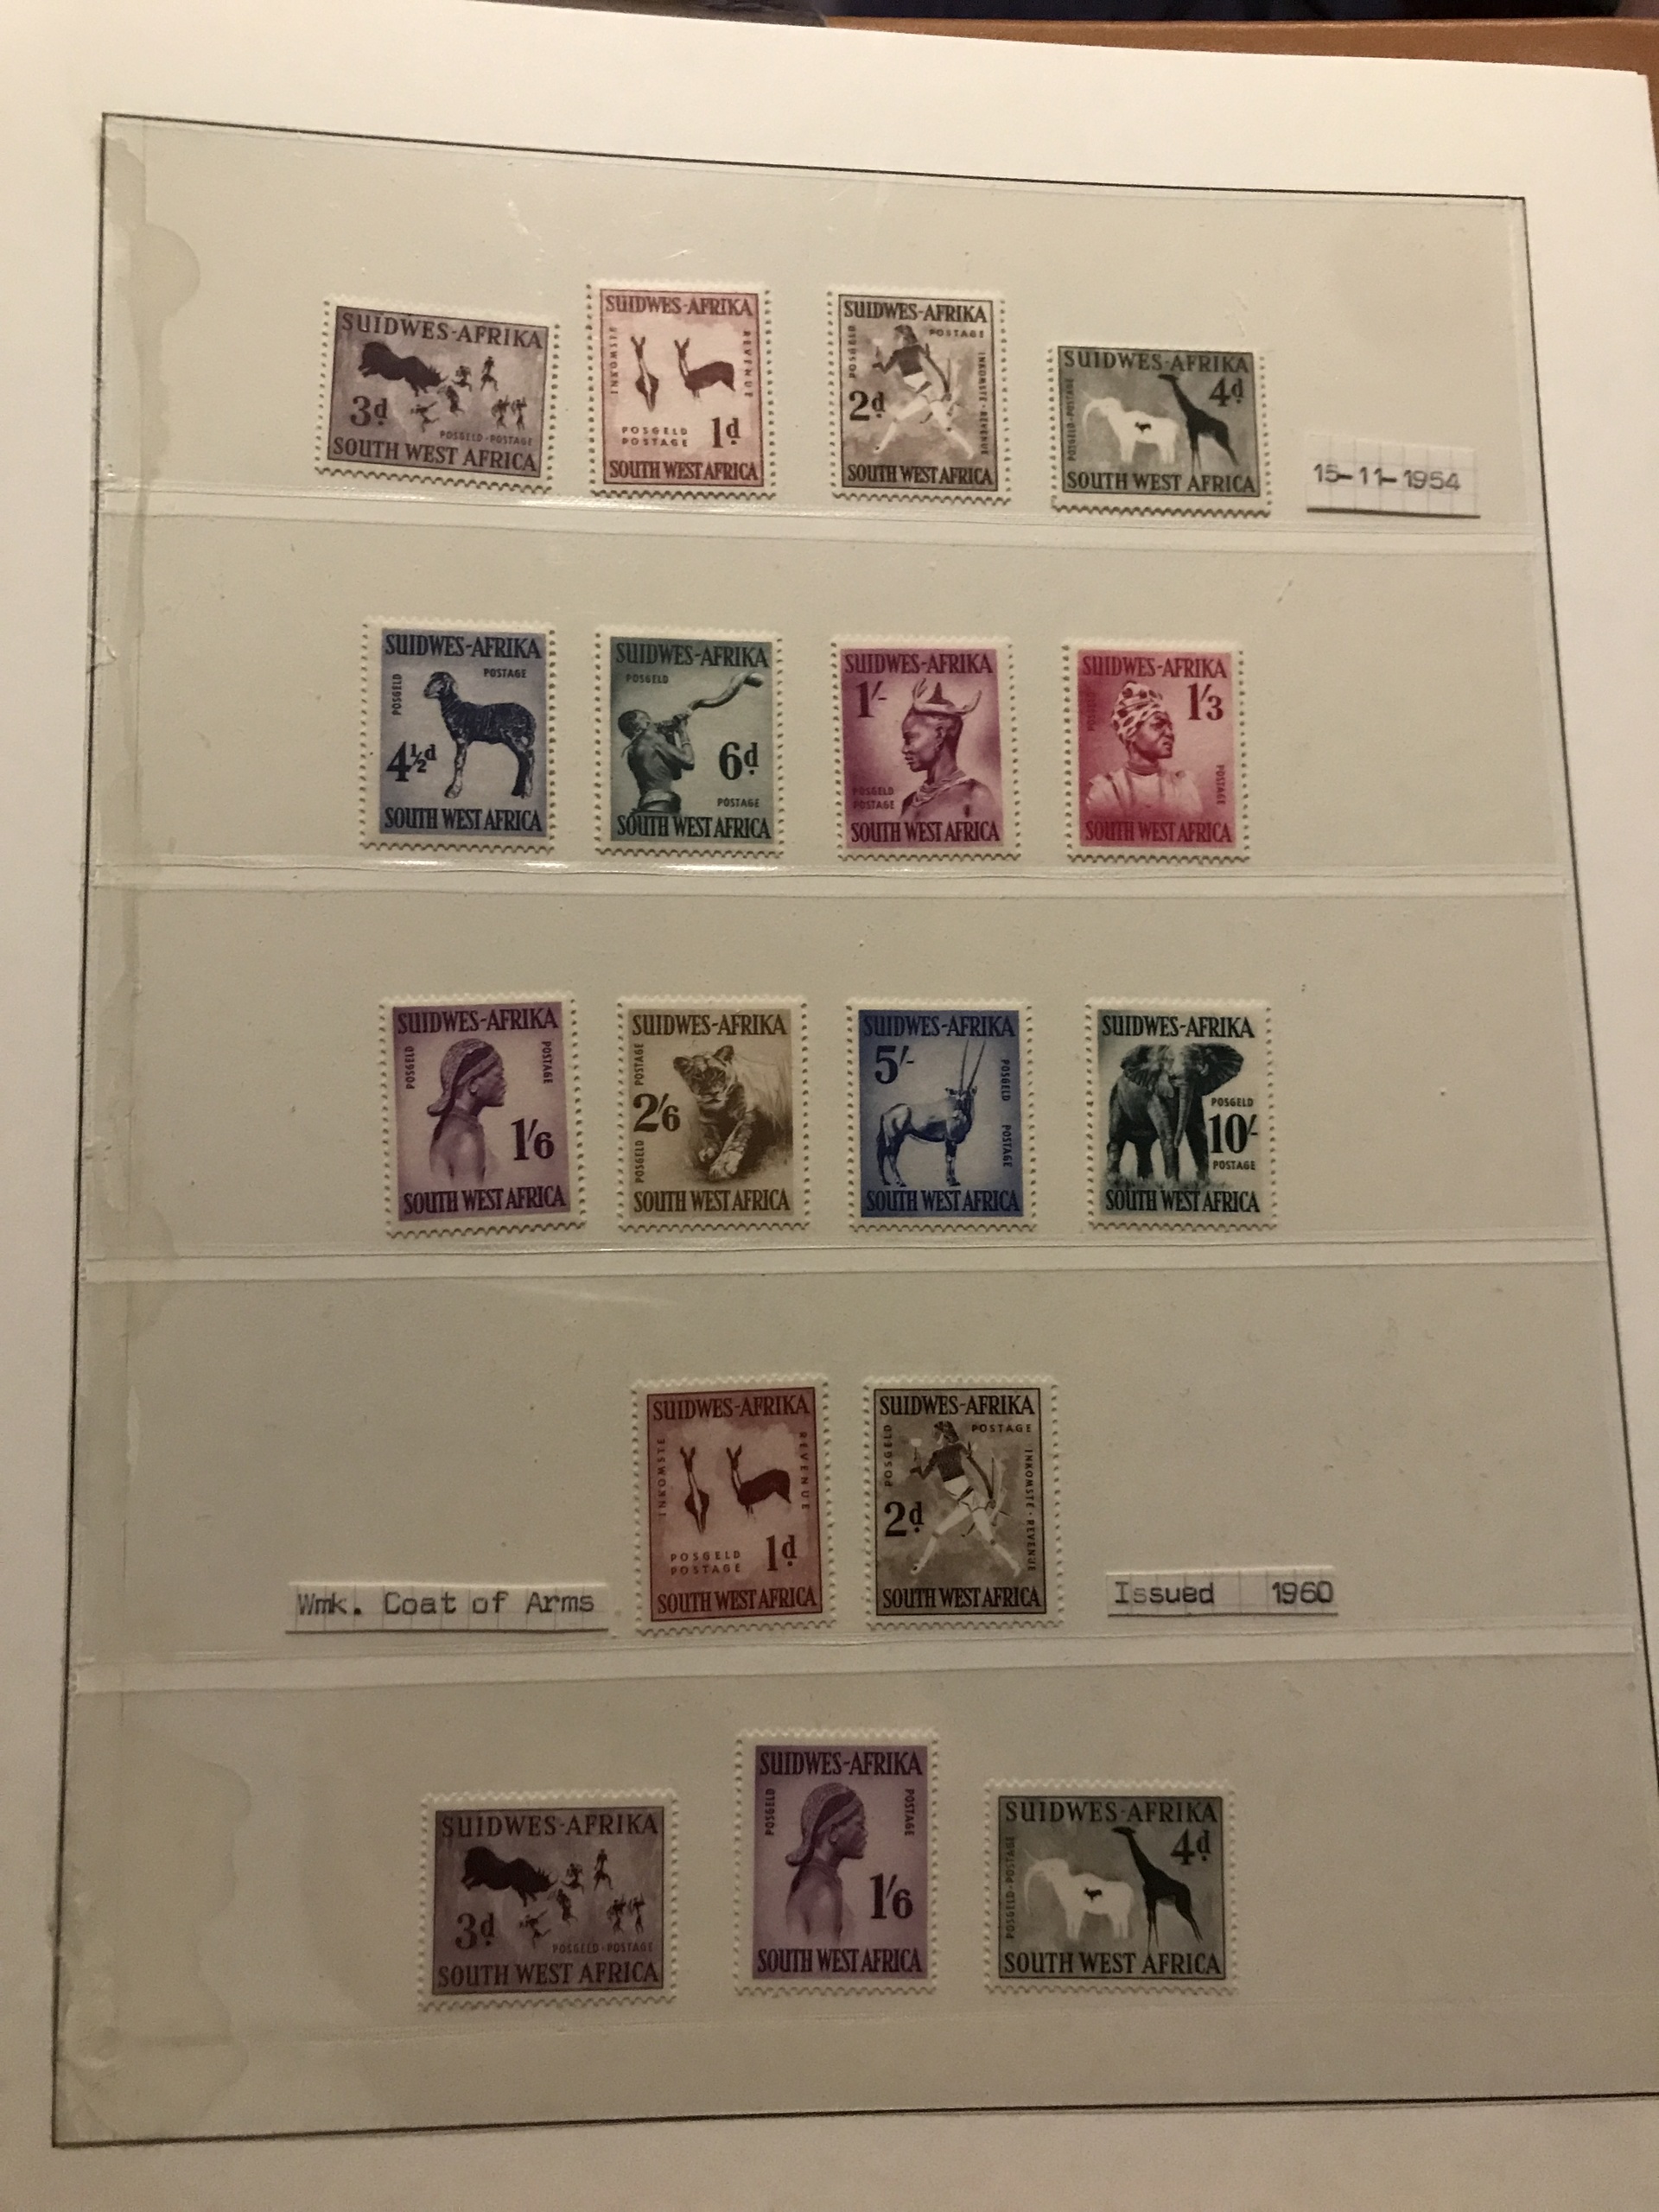 SUIDWES-AFRIKA
3d
POSGELD-POSTAGE
SOUTH WEST AFRICA
SUIDWES-AFRIKA
INKOMSTE
REVENUE
POSGELD
POSTAGE
1d
SOUTH WEST AFRICA
SUIDWES-AFRIKA
POSGELD
POSTAGE
2d
INKOMSTE-REVENUE
SOUTH WEST AFRICA
SUIDWES-AFRIKA
POSGELD-POSTAGE
4d
SOUTH WEST AFRICA
15-11-1954
SUIDWES-AFRIKA
POSGELD
POSTAGE
4½d
SOUTH WEST AFRICA
SUIDWES-AFRIKA
POSGELD
6d
POSTAGE
SOUTH WEST AFRICA
SUIDWES-AFRIKA
1/-
POSGELD
POSTAGE
SOUTH WEST AFRICA
SUIDWES-AFRIKA
POSGELD
1/3
POSTAGE
SOUTH WEST AFRICA
SUIDWES-AFRIKA
POSGELD
POSTAGE
1/6
SOUTH WEST AFRICA
SUIDWES-AFRIKA
POSTAGE
2/6
POSGELD
SOUTH WEST AFRICA
SUIDWES-AFRIKA
5/-
POSGELD
POSTAGE
SOUTH WEST AFRICA
SUIDWES-AFRIKA
POSGELD
10/-
POSTAGE
SOUTH WEST AFRICA
Wmk. Coat of Arms
SUIDWES-AFRIKA
INKOMSTE
REVENUE
POSGELD
POSTAGE
1d
SOUTH WEST AFRICA
SUIDWES-AFRIKA
POSGELD
POSTAGE
2d
INKOMSTE-REVENUE
SOUTH WEST AFRICA
Issued 1960
SUIDWES-AFRIKA
3d
POSGELD-POSTAGE
SOUTH WEST AFRICA
SUIDWES-AFRIKA
POSGELD
POSTAGE
1/6
SOUTH WEST AFRICA
SUIDWES-AFRIKA
POSGELD-POSTAGE
4d
SOUTH WEST AFRICA